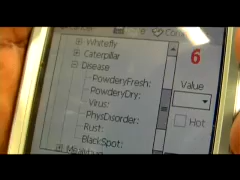 Whitefly
Caterpillar
Disease
6
PowderyFresh:
PowderyDry:
Value
Virus:
PhysDisorder:
Rust:
Hot
BlackSpot: